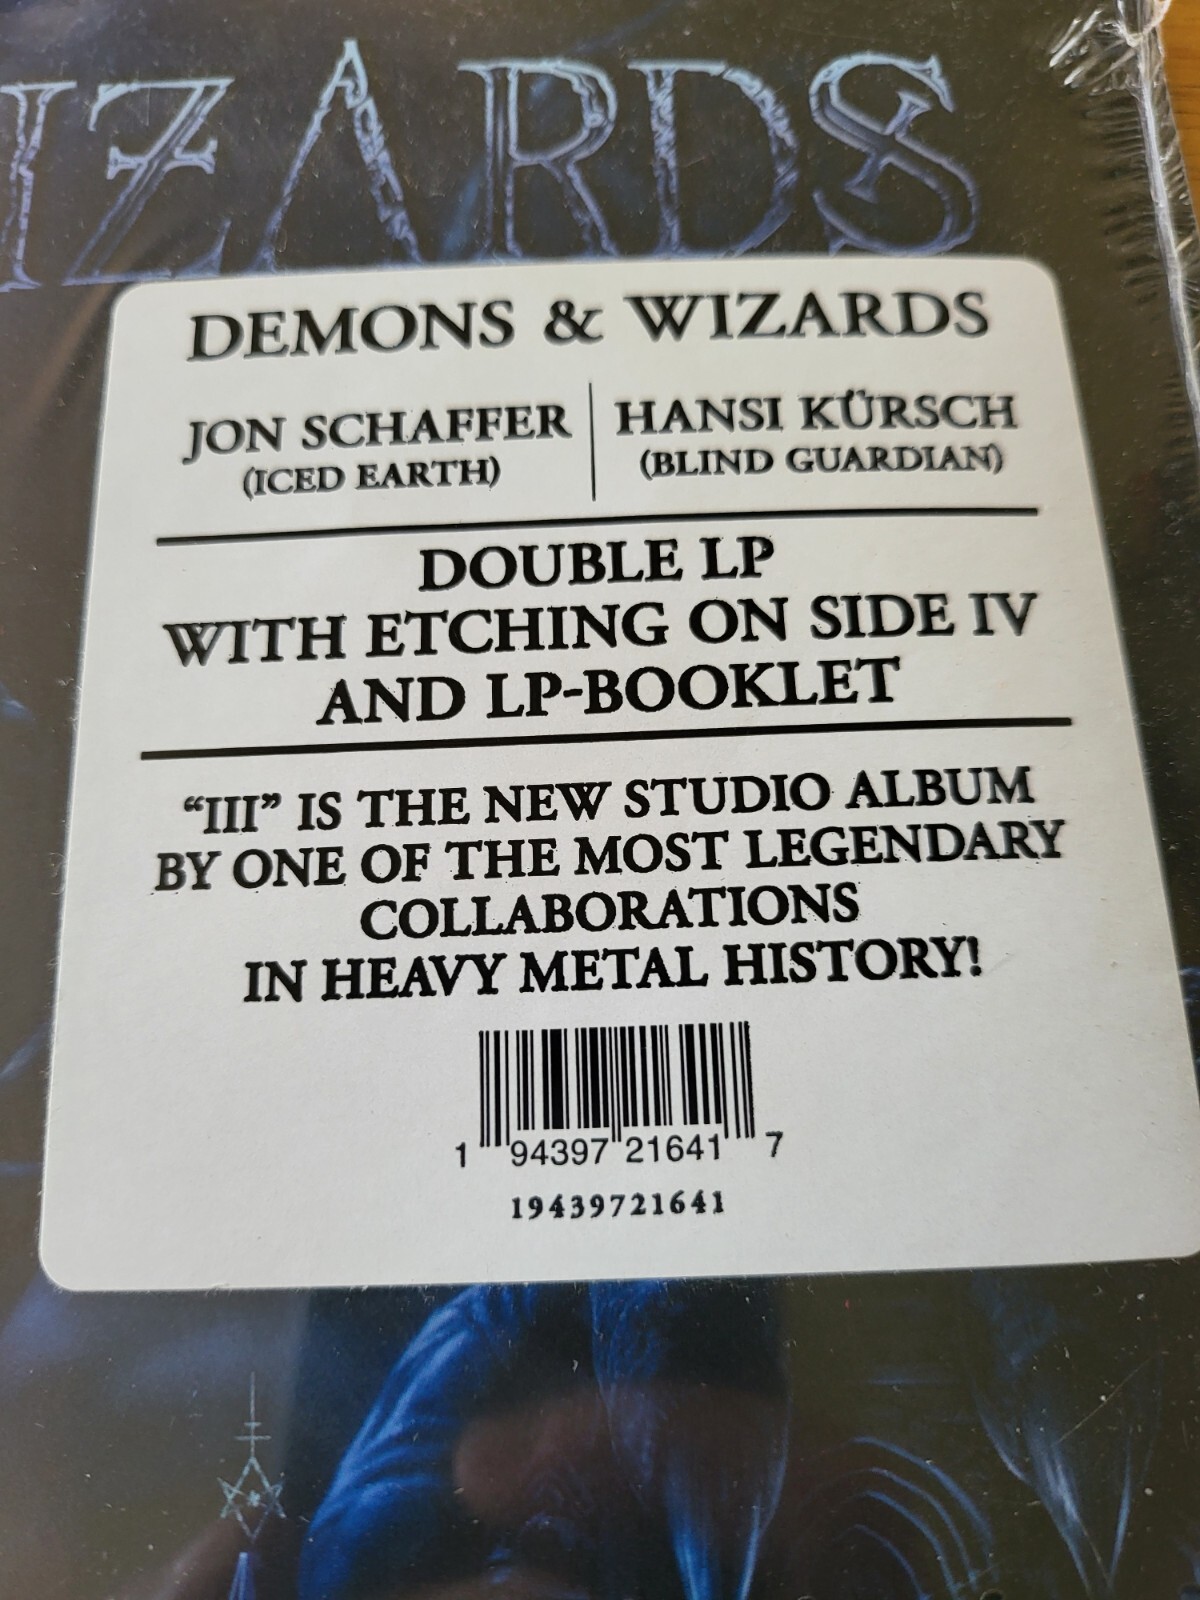 IZARDS
DEMONS & WIZARDS
JON SCHAFFER | HANSI KÜRSCH
(ICED EARTH) | (BLIND GUARDIAN)
DOUBLE LP
WITH ETCHING ON SIDE IV
AND LP-BOOKLET
“III” IS THE NEW STUDIO ALBUM
BY ONE OF THE MOST LEGENDARY
COLLABORATIONS
IN HEAVY METAL HISTORY!
1 94397 21641 7
19439721641